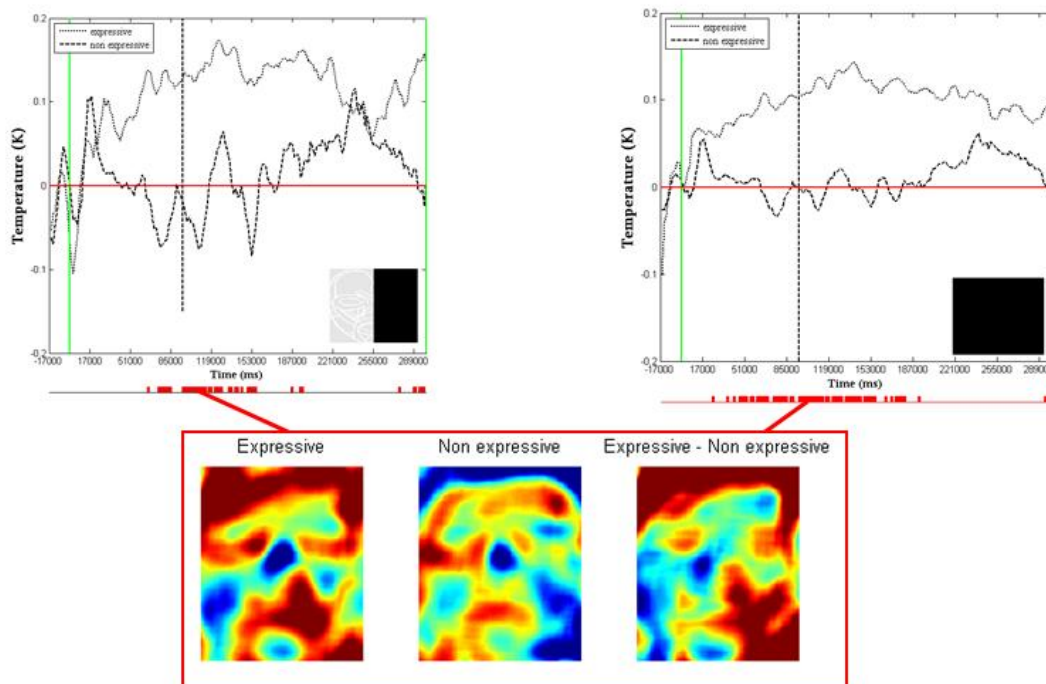 0.2
expressive
non expressive
0.1
0
-0.1
-0.2
Temperature (K)
-17000 17000 51000 85000 119000 153000 187000 221000 255000 289000
Time (ms)
0.2
expressive
non expressive
0.1
0
-0.1
-0.2
Temperature (K)
-17000 17000 51000 85000 119000 153000 187000 221000 255000 289000
Time (ms)
Expressive
Non expressive
Expressive - Non expressive